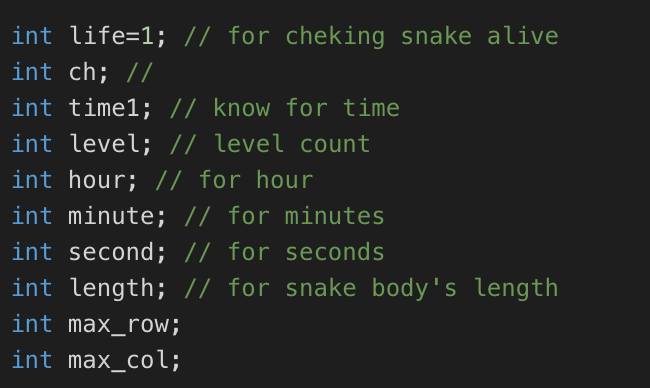 int life=1; // for cheking snake alive
int ch; //
int time1; // know for time
int level; // level count
int hour; // for hour
int minute; // for minutes
int second; // for seconds
int length; // for snake body's length
int max_row;
int max_col;